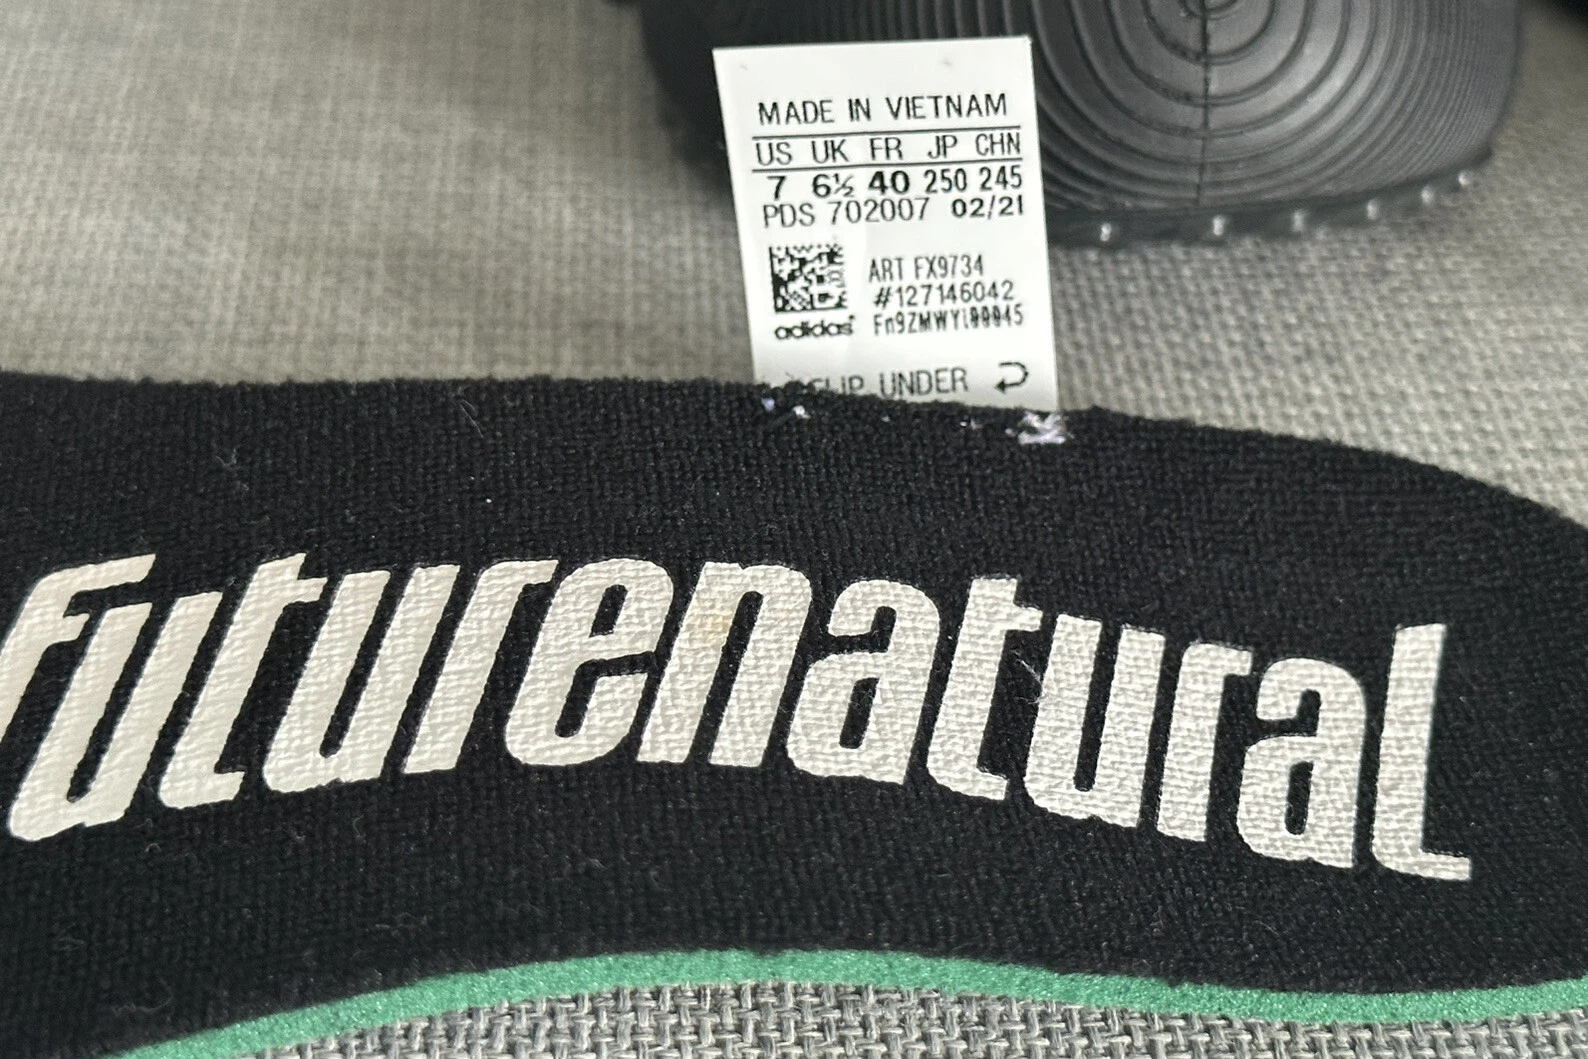 MADE IN VIETNAM
US UK FR JP CHN
7 6½ 40 250 245
PDS 702007 02/21
ART FX9734
#127146042
adidas
UNDER
Futurenatural